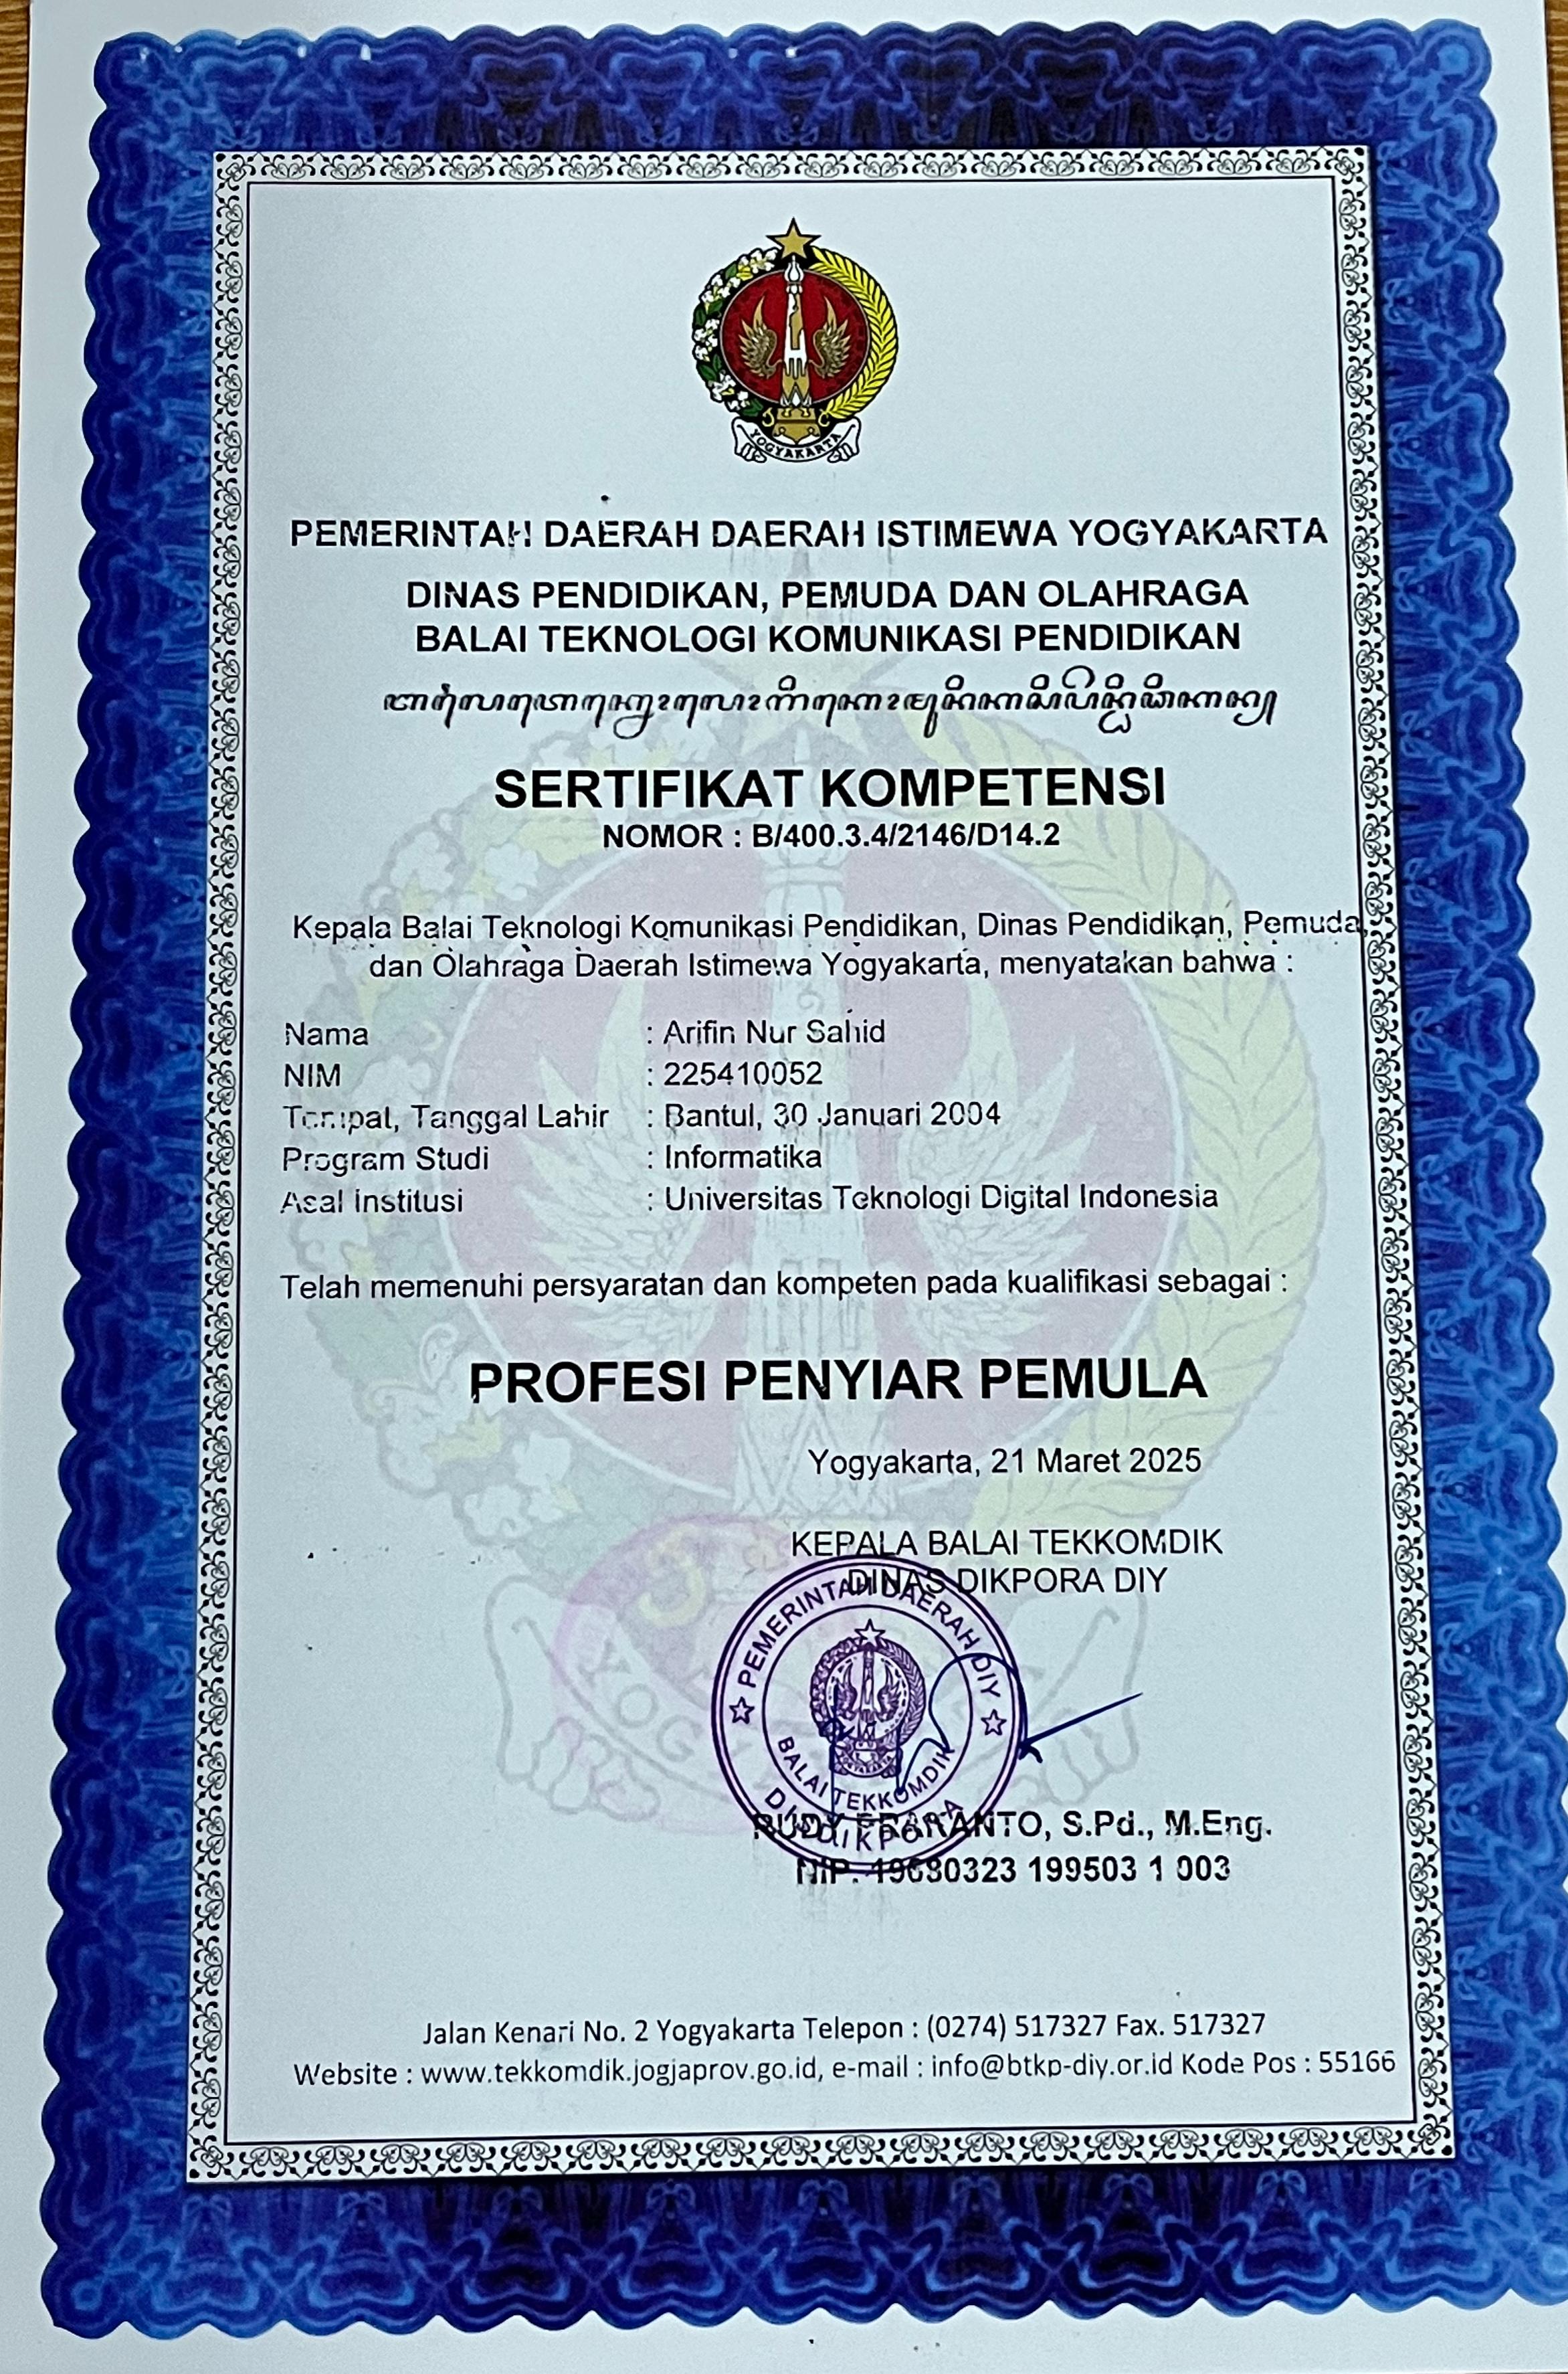 YOGYAKARTA
PEMERINTAH DAERAH DAERAH ISTIMEWA YOGYAKARTA
DINAS PENDIDIKAN, PEMUDA DAN OLAHRAGA
BALAI TEKNOLOGI KOMUNIKASI PENDIDIKAN
SERTIFIKAT KOMPETENSI
NOMOR : B/400.3.4/2146/D14.2
Kepala Balai Teknologi Komunikasi Pendidikan, Dinas Pendidikan, Pemuda,
dan Olahraga Daerah Istimewa Yogyakarta, menyatakan bahwa :
Nama : Arifin Nur Sahid
NIM : 225410052
Tempat, Tanggal Lahir : Bantul, 30 Januari 2004
Program Studi : Informatika
Asal Institusi : Universitas Teknologi Digital Indonesia
Telah memenuhi persyaratan dan kompeten pada kualifikasi sebagai :
PROFESI PENYIAR PEMULA
Yogyakarta, 21 Maret 2025
KEPALA BALAI TEKKOMDIK
DINAS DIKPORA DIY
PEMERINTAH DAERAH DIY
BALAI TEKKOMDIK
DISDIKPORA
RUDY, S.Pd., M.Eng.
NIP. 199503 1 003
Jalan Kenari No. 2 Yogyakarta Telepon : (0274) 517327 Fax. 517327
Website : www.tekkomdik.jogjaprov.go.id, e-mail : info@btkp-diy.or.id Kode Pos : 55166